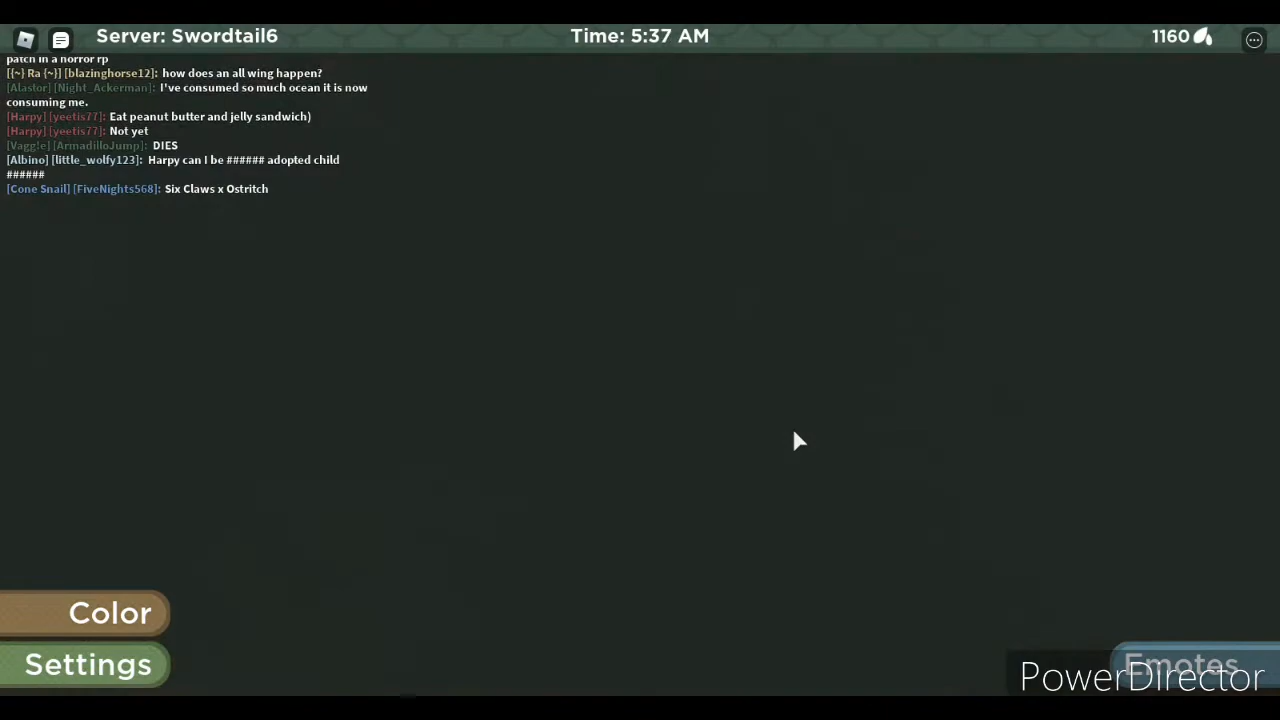 Server: Swordtail6
Time: 5:37 AM
1160
patch in a horror rp
[{~} Ra {~}] [blazinghorse12]: how does an all wing happen?
[Alastor] [Night_Ackerman]: I've consumed so much ocean it is now
consuming me.
[Harpy] [yeetis77]: Eat peanut butter and jelly sandwich)
[Harpy] [yeetis77]: Not yet
[Vaggie] [ArmadilloJump]: DIES
[Albino] [little_wolfy123]: Harpy can I be ###### adopted child
######
[Cone Snail] [FiveNights568]: Six Claws x Ostritch
Color
Settings
Emotes
PowerDirector